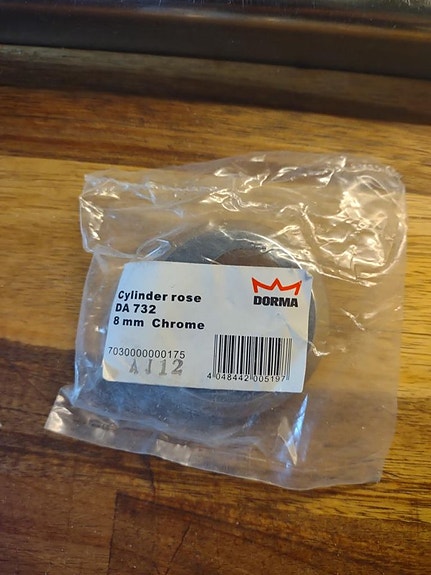 Cylinder rose
DA 732
8 mm Chrome
DORMA
7030000000175
AJ12
4 048442 005197